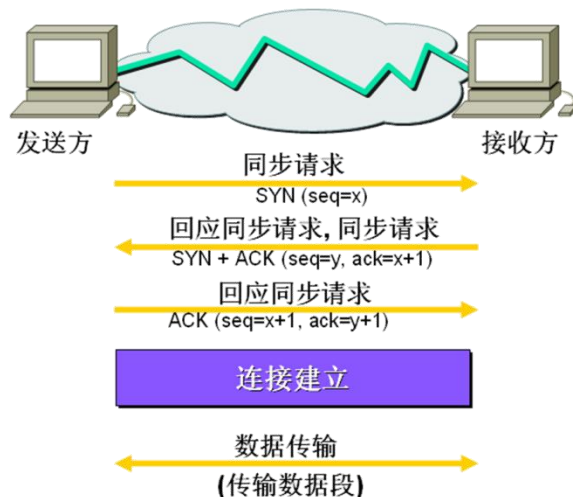 发送方
接收方
同步请求
SYN (seq=x)
回应同步请求, 同步请求
SYN + ACK (seq=y, ack=x+1)
回应同步请求
ACK (seq=x+1, ack=y+1)
连接建立
数据传输
(传输数据段)